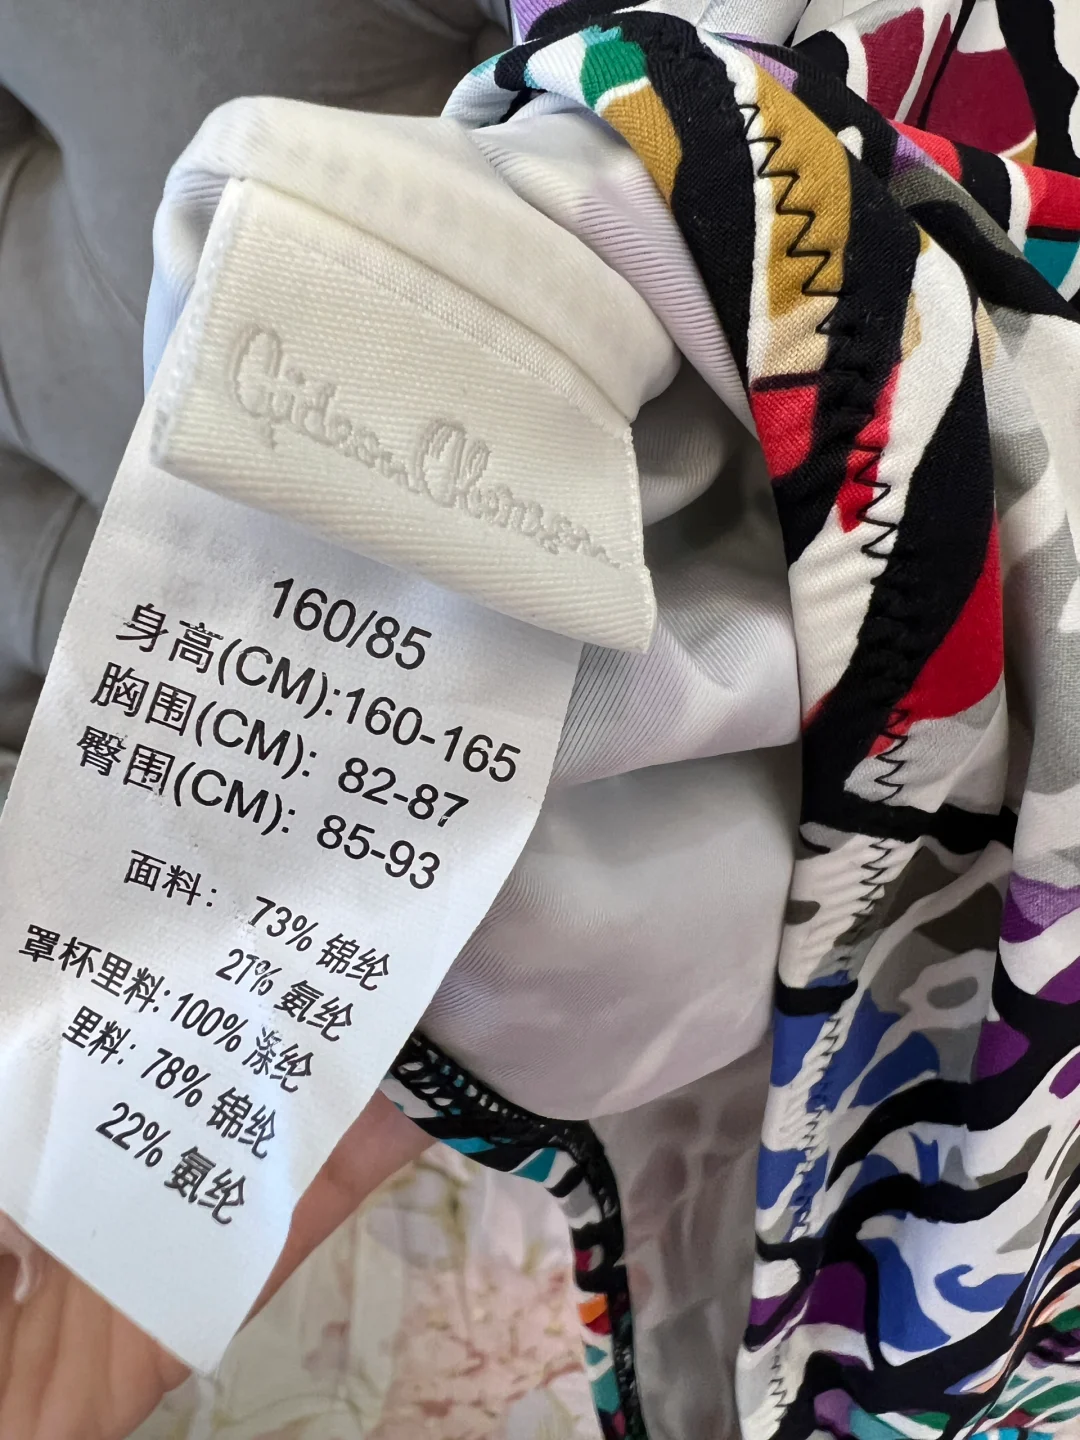 160/85
身高(CM):160-165
胸围(CM): 82-87
臀围(CM): 85-93
面料: 73% 锦纶
27% 氨纶
罩杯里料:100% 涤纶
里料: 78% 锦纶
22% 氨纶